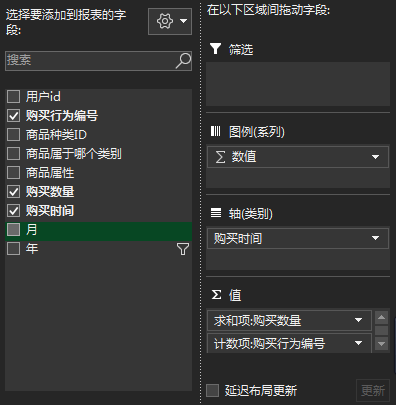 选择要添加到报表的字
段:
搜索
用户id
购买行为编号
商品种类ID
商品属于哪个类别
商品属性
购买数量
购买时间
月
年
在以下区域间拖动字段:
筛选
图例(系列)
Σ 数值
轴(类别)
购买时间
Σ 值
求和项:购买数量
计数项:购买行为编号
延迟布局更新
更新